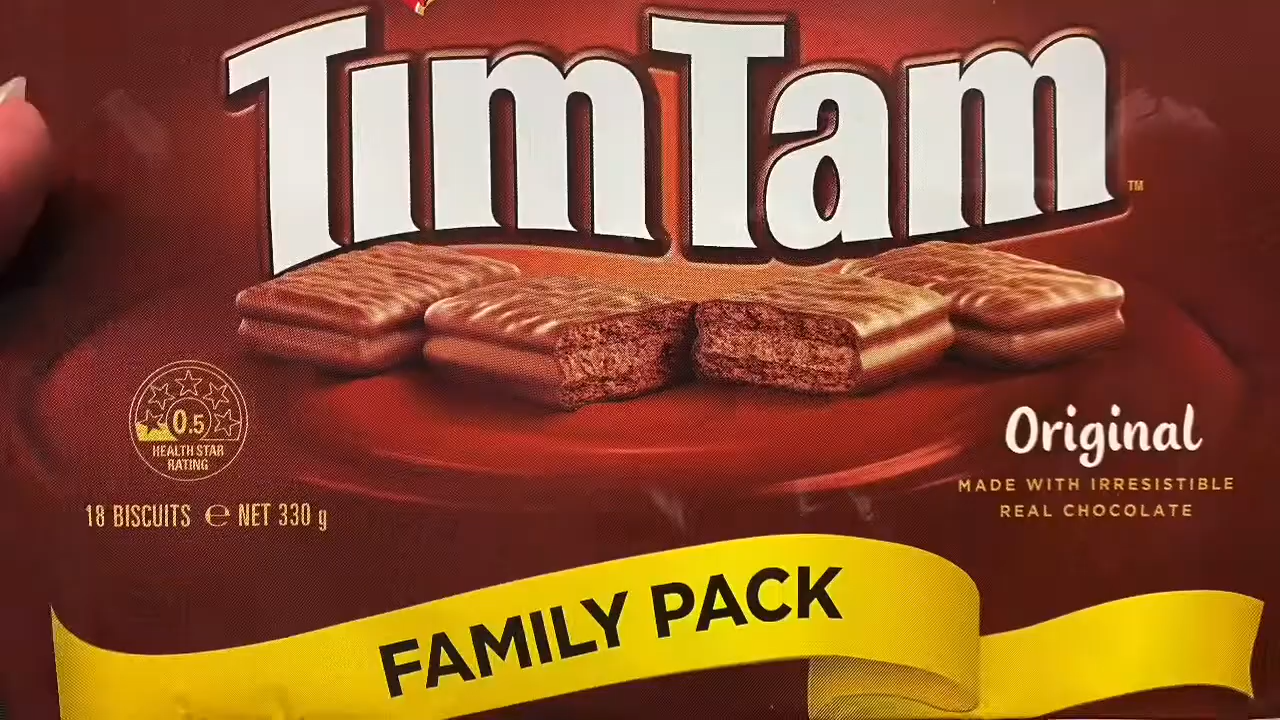 TimTam
TM
0.5
HEALTH STAR
RATING
18 BISCUITS ℮ NET 330 g
Original
MADE WITH IRRESISTIBLE
REAL CHOCOLATE
FAMILY PACK